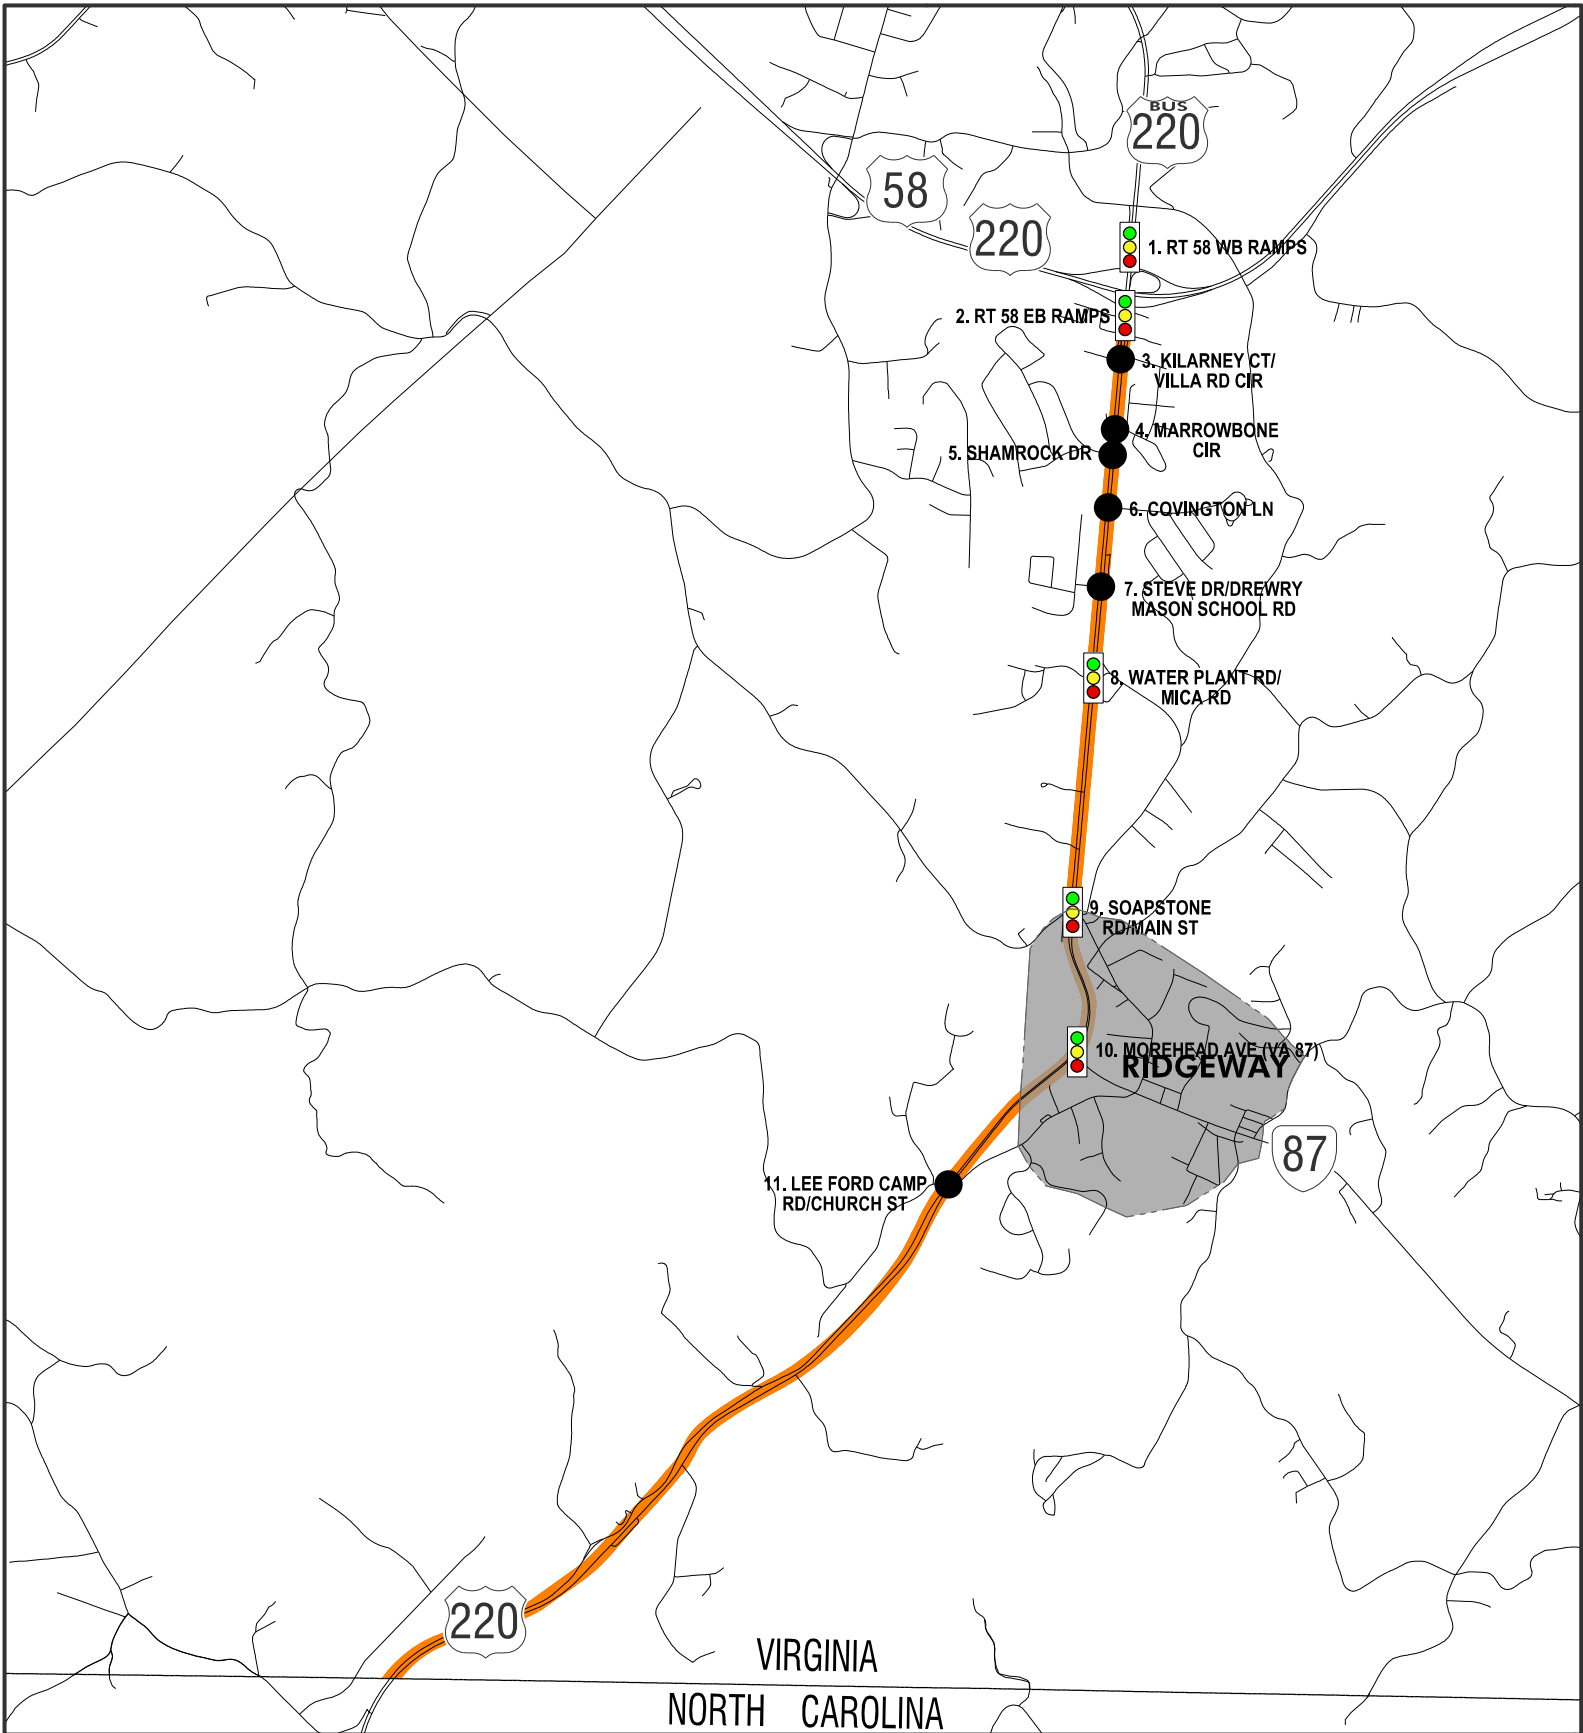 BUS
220
58
220
1. RT 58 WB RAMPS
2. RT 58 EB RAMPS
3. KILARNEY CT/
VILLA RD CIR
4. MARROWBONE
CIR
5. SHAMROCK DR
6. COVINGTON LN
7. STEVE DR/DREWRY
MASON SCHOOL RD
8. WATER PLANT RD/
MICA RD
9. SOAPSTONE
RD/MAIN ST
10. MOREHEAD AVE (VA 87)
RIDGEWAY
87
11. LEE FORD CAMP
RD/CHURCH ST
220
VIRGINIA
NORTH CAROLINA